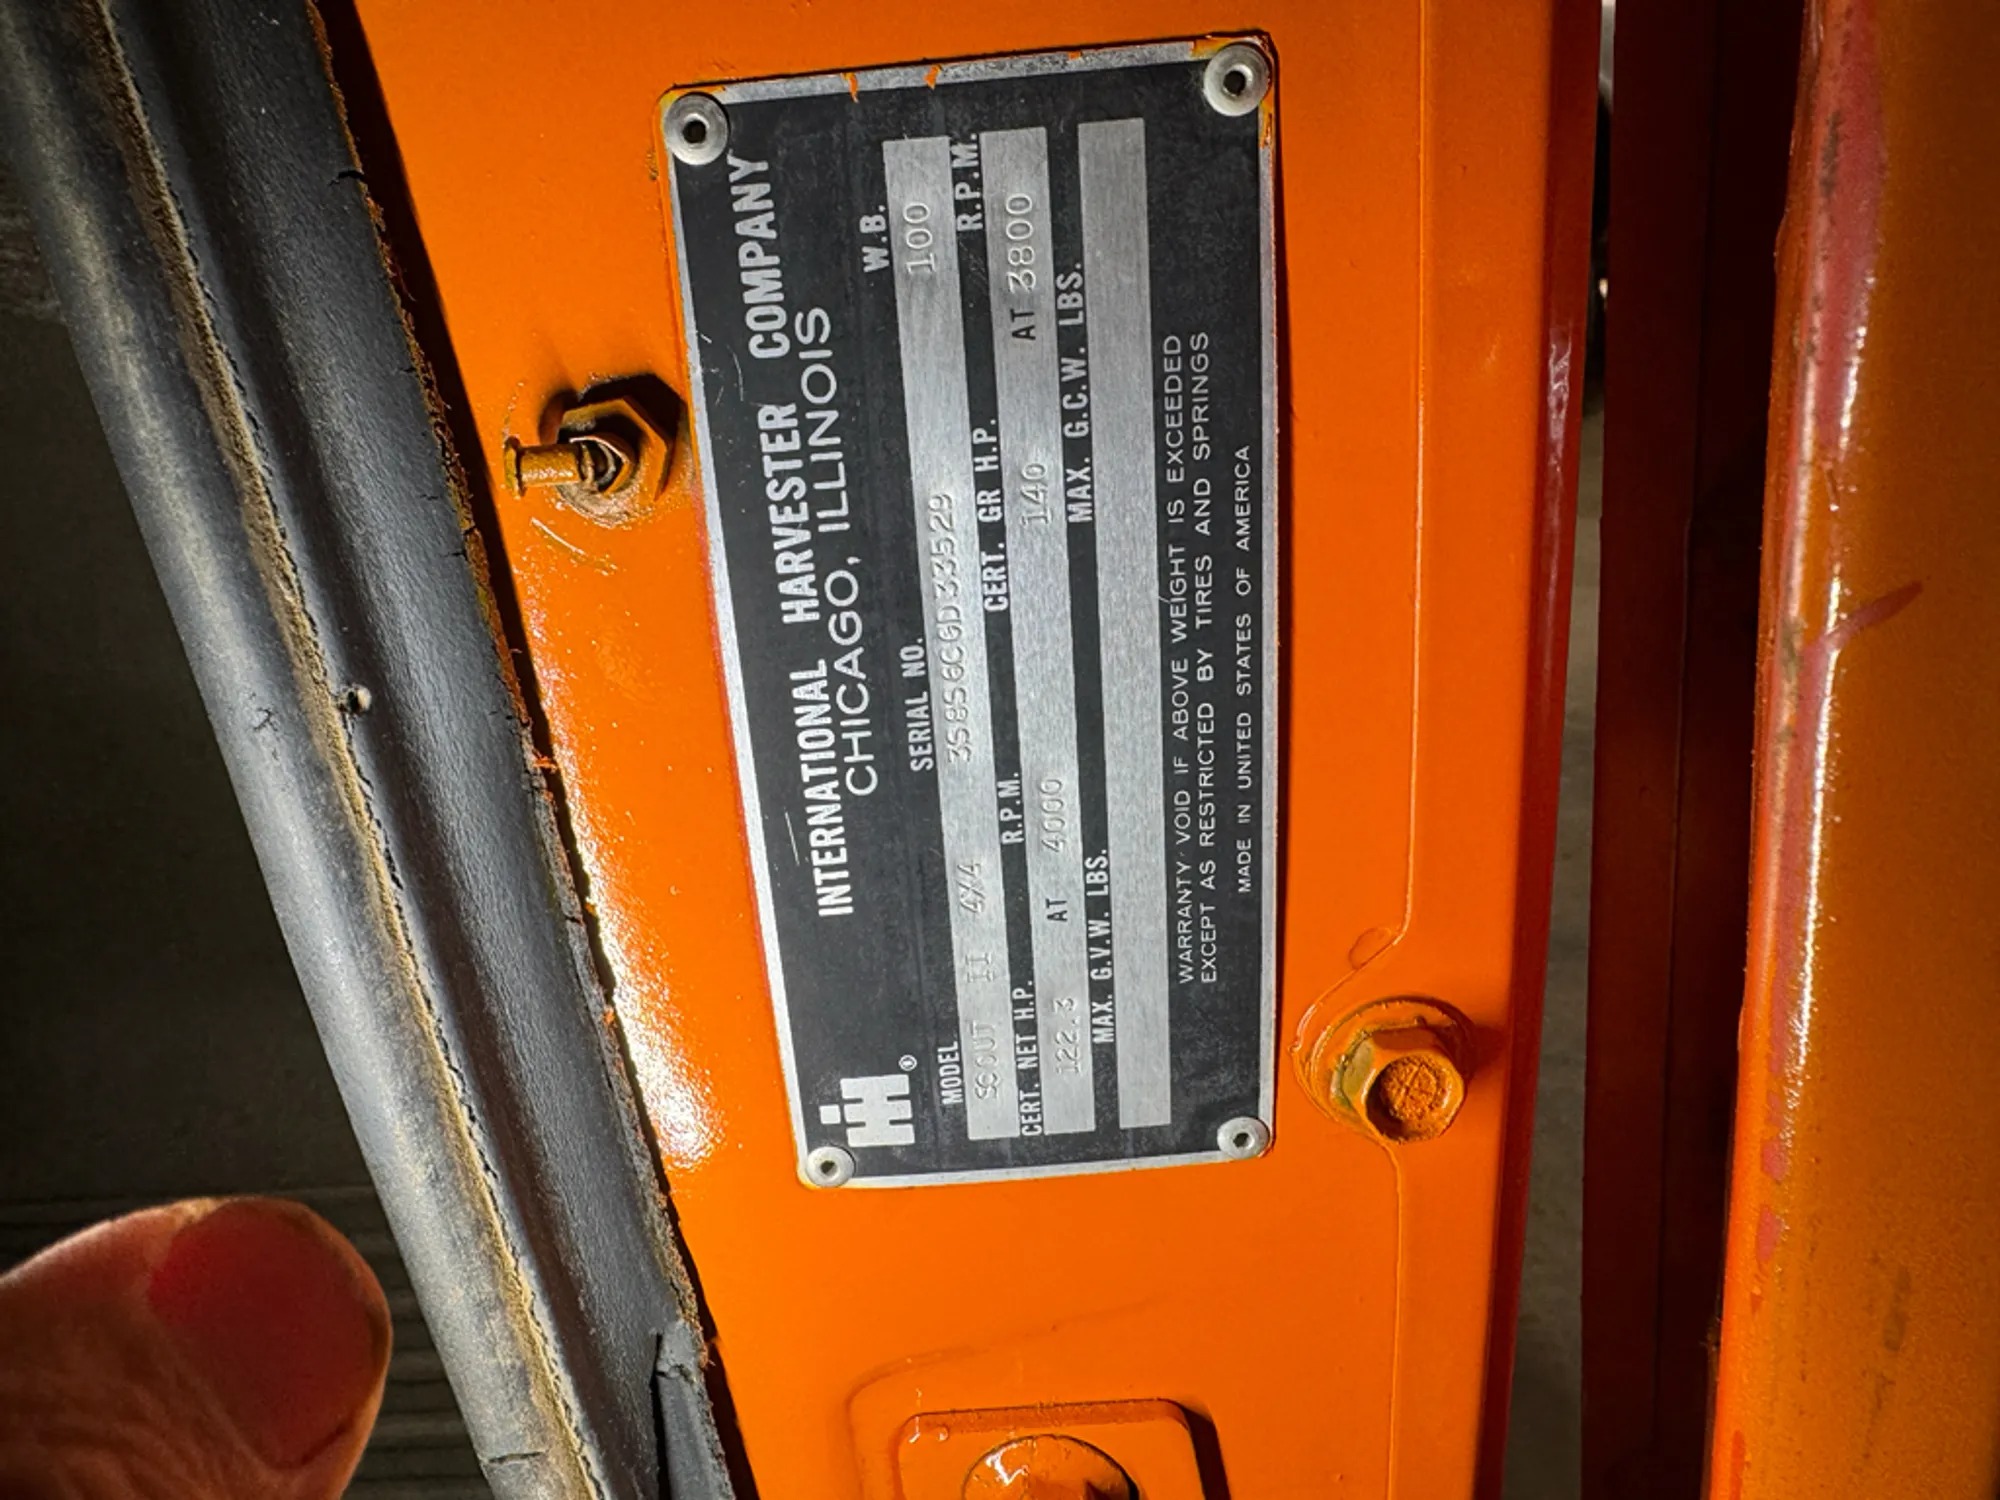 IH®
INTERNATIONAL HARVESTER COMPANY
CHICAGO, ILLINOIS
MODEL SERIAL NO. W.B.
SCOUT II 4X4 3S8S8CGD33529 100
CERT. NET H.P. R.P.M. CERT. GR H.P. R.P.M.
122.3 AT 4000 140 AT 3800
MAX. G.V.W. LBS. MAX. G.C.W. LBS.
WARRANTY VOID IF ABOVE WEIGHT IS EXCEEDED
EXCEPT AS RESTRICTED BY TIRES AND SPRINGS
MADE IN UNITED STATES OF AMERICA